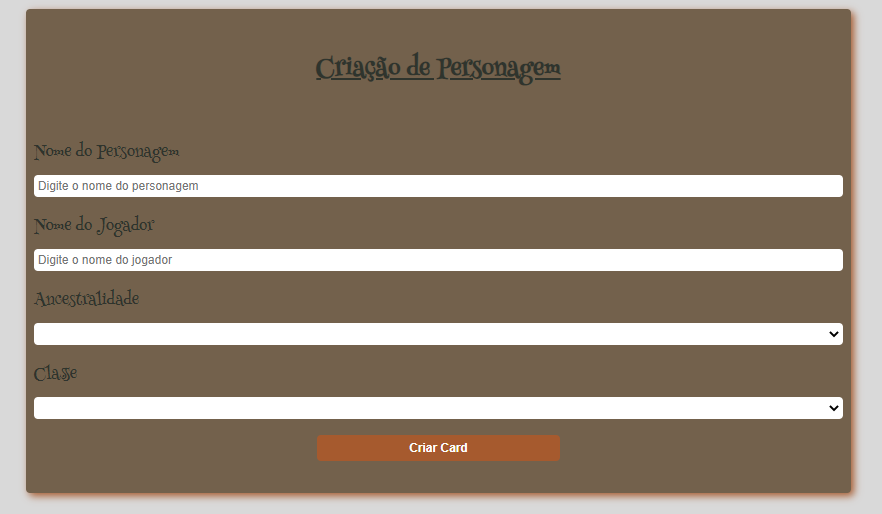 Criação de Personagem
Nome do Personagem
Digite o nome do personagem
Nome do Jogador
Digite o nome do jogador
Ancestralidade
Classe
Criar Card